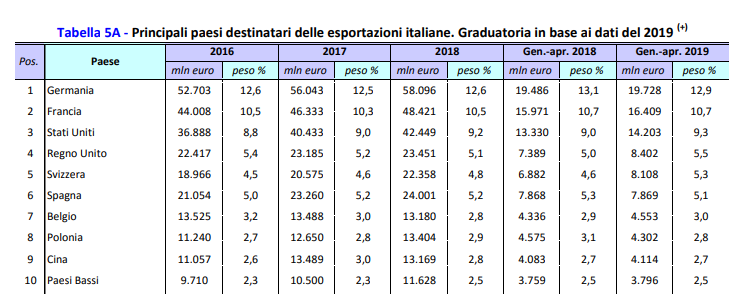 Tabella 5A - Principali paesi destinatari delle esportazioni italiane. Graduatoria in base ai dati del 2019 (+)
Pos. Paese 2016 2017 2018 Gen.-apr. 2018 Gen.-apr. 2019
mln euro peso % mln euro peso % mln euro peso % mln euro peso % mln euro peso %
1 Germania 52.703 12,6 56.043 12,5 58.096 12,6 19.486 13,1 19.728 12,9
2 Francia 44.008 10,5 46.333 10,3 48.421 10,5 15.971 10,7 16.409 10,7
3 Stati Uniti 36.888 8,8 40.433 9,0 42.449 9,2 13.330 9,0 14.203 9,3
4 Regno Unito 22.417 5,4 23.185 5,2 23.451 5,1 7.389 5,0 8.402 5,5
5 Svizzera 18.966 4,5 20.575 4,6 22.358 4,8 6.882 4,6 8.108 5,3
6 Spagna 21.054 5,0 23.260 5,2 24.001 5,2 7.868 5,3 7.869 5,1
7 Belgio 13.525 3,2 13.488 3,0 13.180 2,8 4.336 2,9 4.553 3,0
8 Polonia 11.240 2,7 12.650 2,8 13.404 2,9 4.575 3,1 4.302 2,8
9 Cina 11.057 2,6 13.489 3,0 13.169 2,8 4.083 2,7 4.114 2,7
10 Paesi Bassi 9.710 2,3 10.500 2,3 11.628 2,5 3.759 2,5 3.796 2,5